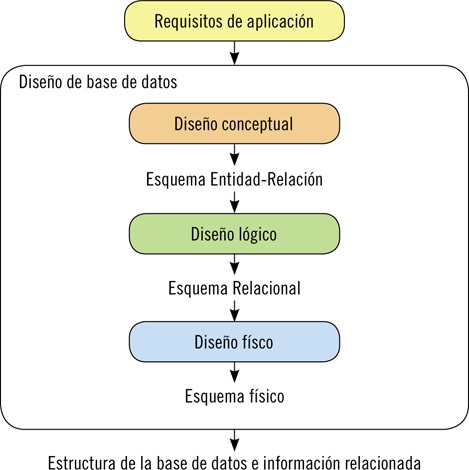 Requisitos de aplicación
Diseño de base de datos
Diseño conceptual
Esquema Entidad-Relación
Diseño lógico
Esquema Relacional
Diseño físco
Esquema físico
Estructura de la base de datos e información relacionada